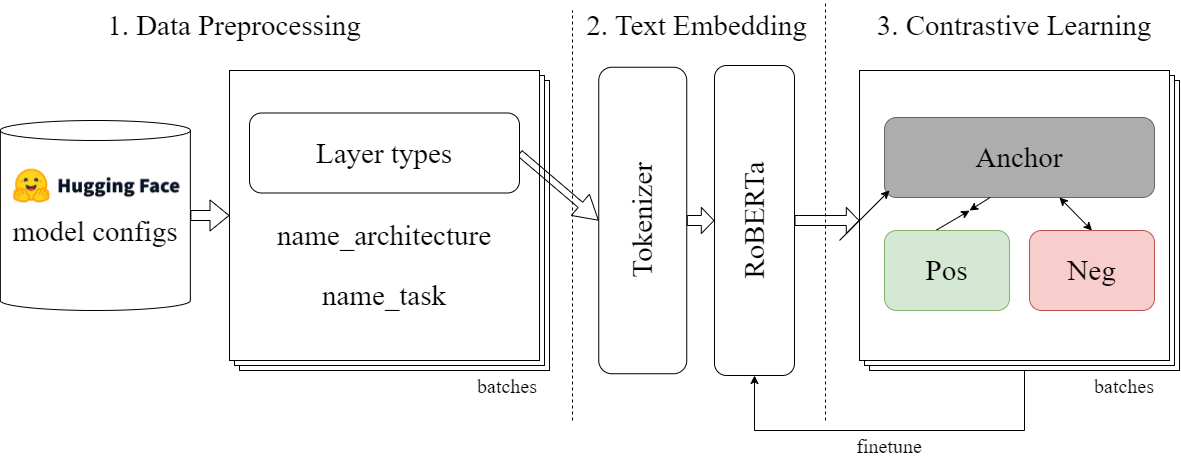 1. Data Preprocessing
2. Text Embedding
3. Contrastive Learning
Hugging Face
model configs
Layer types
name_architecture
name_task
batches
Tokenizer
RoBERTa
Anchor
Pos
Neg
batches
finetune